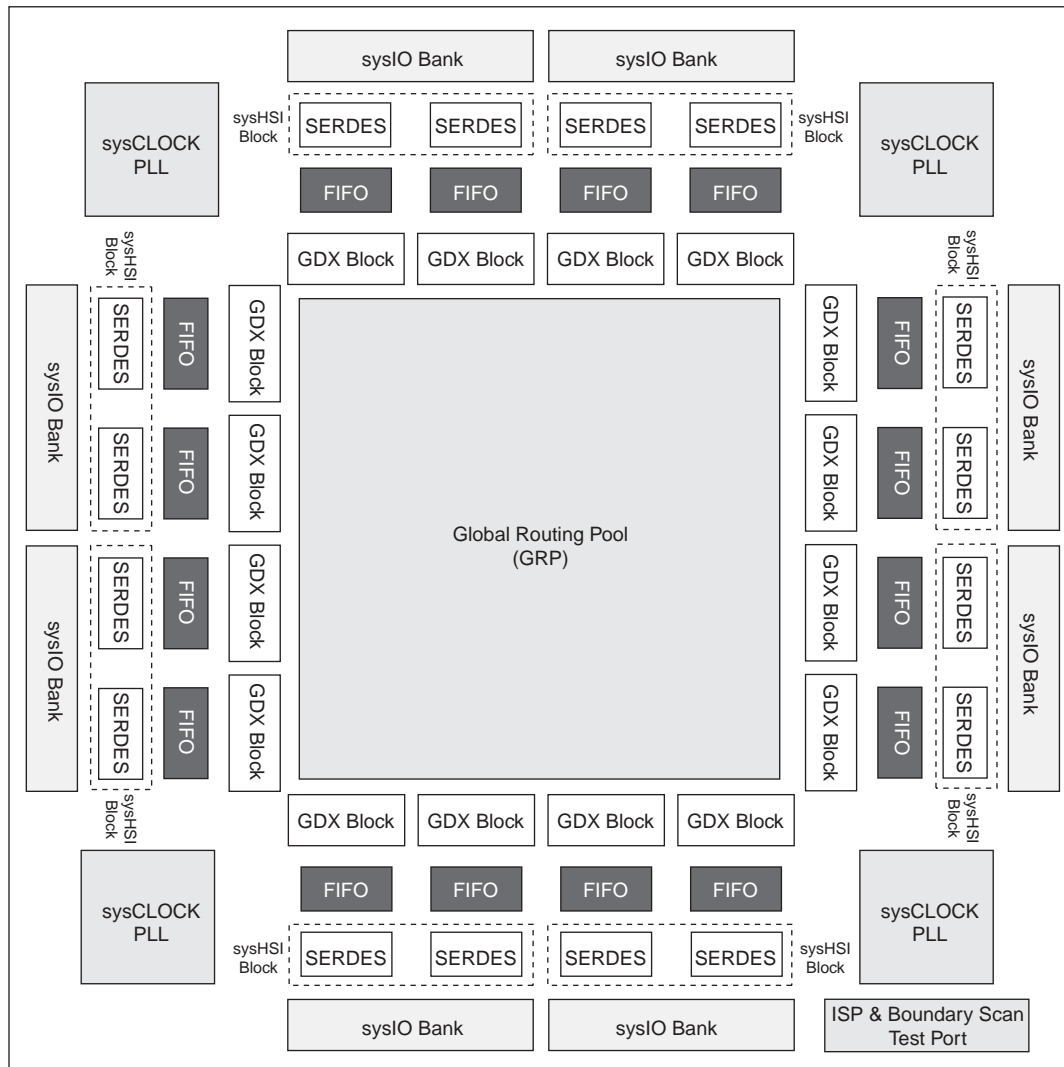 sysIO Bank
sysIO Bank
sysCLOCK
PLL
sysHSI
Block
SERDES
SERDES
SERDES
SERDES
sysHSI
Block
sysCLOCK
PLL
FIFO
FIFO
FIFO
FIFO
sysHSI
Block
GDX Block
GDX Block
GDX Block
GDX Block
sysHSI
Block
sysIO Bank
SERDES
FIFO
GDX Block
GDX Block
FIFO
SERDES
sysIO Bank
SERDES
FIFO
GDX Block
GDX Block
FIFO
SERDES
Global Routing Pool
(GRP)
sysIO Bank
SERDES
FIFO
GDX Block
GDX Block
FIFO
SERDES
sysIO Bank
SERDES
FIFO
GDX Block
GDX Block
FIFO
SERDES
sysHSI
Block
GDX Block
GDX Block
GDX Block
GDX Block
sysHSI
Block
sysCLOCK
PLL
FIFO
FIFO
FIFO
FIFO
sysCLOCK
PLL
sysHSI
Block
SERDES
SERDES
SERDES
SERDES
sysHSI
Block
sysIO Bank
sysIO Bank
ISP & Boundary Scan
Test Port